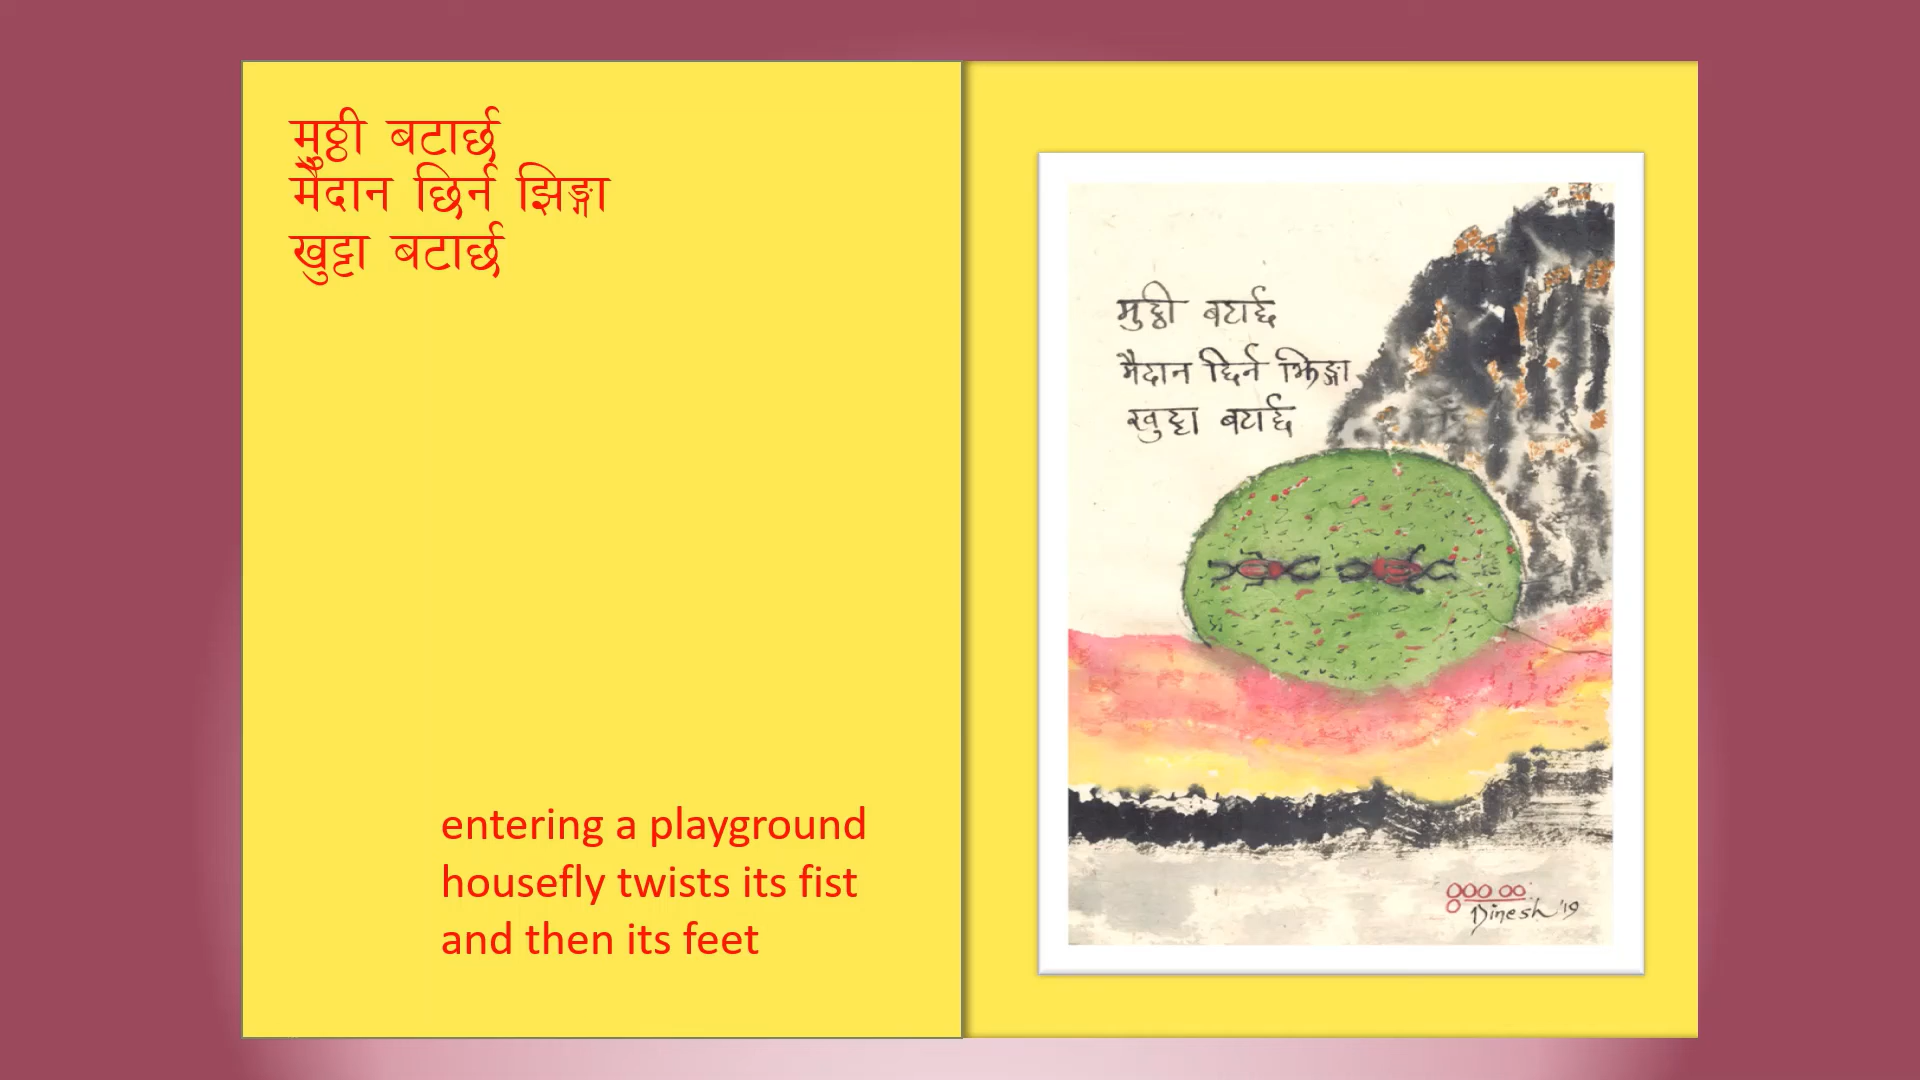 मुठ्ठी बटार्छ
मैदान छिर्न झिङ्गा
खुट्टा बटार्छ
entering a playground
housefly twists its fist
and then its feet
मुठ्ठी बटार्छ
मैदान छिर्न झिङ्गा
खुट्टा बटार्छ
Dinesh '19